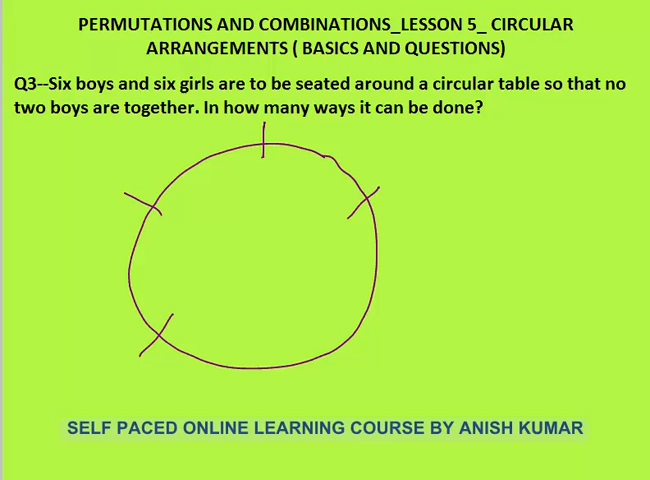 PERMUTATIONS AND COMBINATIONS_LESSON 5_ CIRCULAR
ARRANGEMENTS ( BASICS AND QUESTIONS)
Q3--Six boys and six girls are to be seated around a circular table so that no
two boys are together. In how many ways it can be done?
SELF PACED ONLINE LEARNING COURSE BY ANISH KUMAR